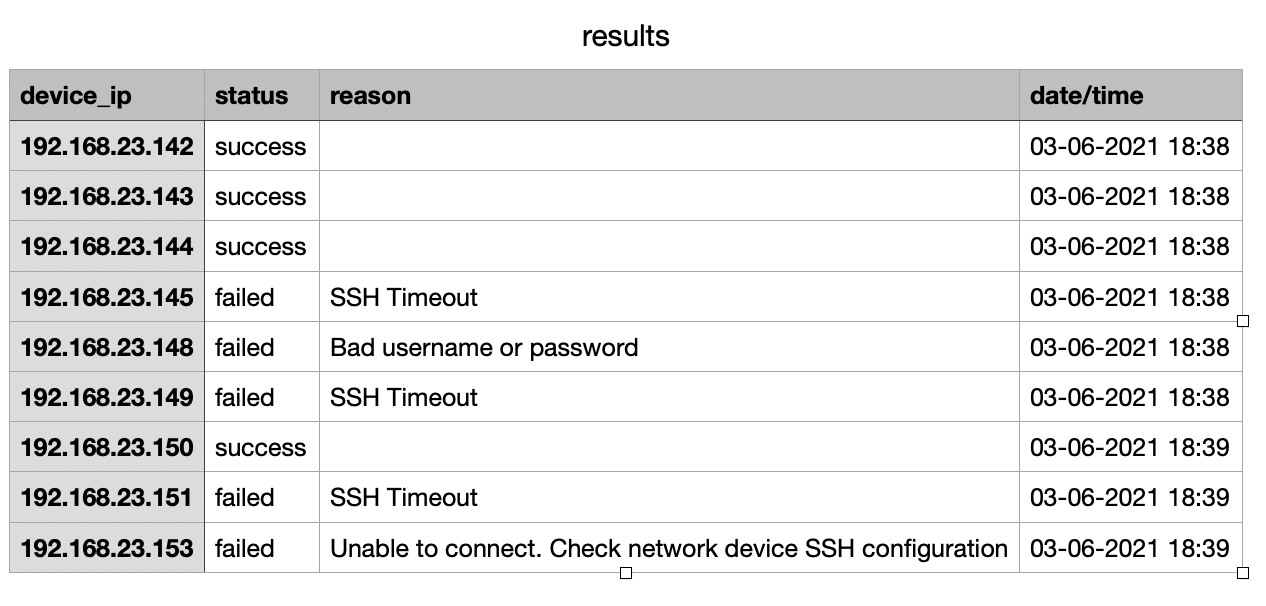 results
device_ip status reason date/time
192.168.23.142 success 03-06-2021 18:38
192.168.23.143 success 03-06-2021 18:38
192.168.23.144 success 03-06-2021 18:38
192.168.23.145 failed SSH Timeout 03-06-2021 18:38
192.168.23.148 failed Bad username or password 03-06-2021 18:38
192.168.23.149 failed SSH Timeout 03-06-2021 18:38
192.168.23.150 success 03-06-2021 18:39
192.168.23.151 failed SSH Timeout 03-06-2021 18:39
192.168.23.153 failed Unable to connect. Check network device SSH configuration 03-06-2021 18:39